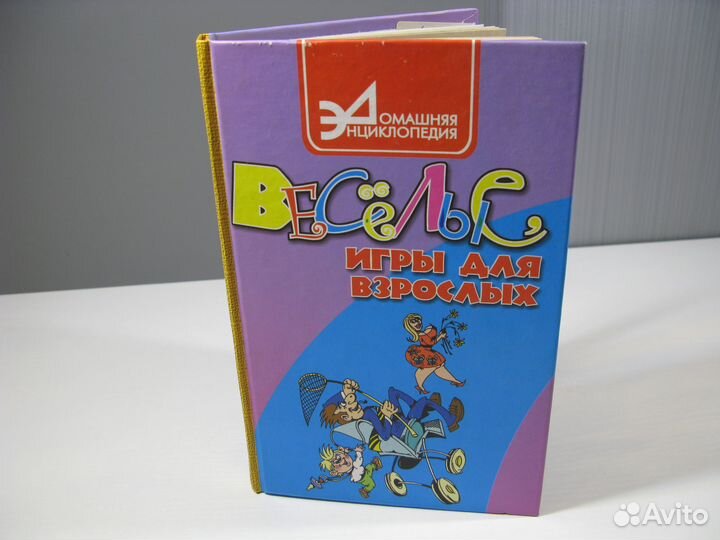 ДОМАШНЯЯ
ЭНЦИКЛОПЕДИЯ
ВЕСЁЛЫЕ
ИГРЫ ДЛЯ
ВЗРОСЛЫХ
Avito